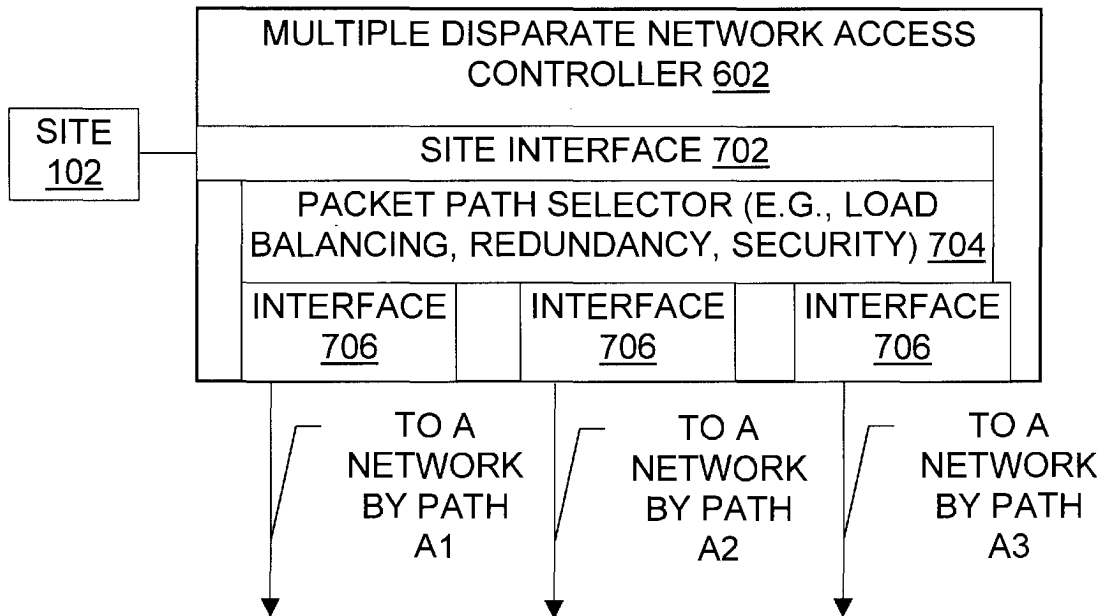 MULTIPLE DISPARATE NETWORK ACCESS
CONTROLLER 602
SITE
102
SITE INTERFACE 702
PACKET PATH SELECTOR (E.G., LOAD
BALANCING, REDUNDANCY, SECURITY) 704
INTERFACE
706
INTERFACE
706
INTERFACE
706
TO A
NETWORK
BY PATH
A1
TO A
NETWORK
BY PATH
A2
TO A
NETWORK
BY PATH
A3